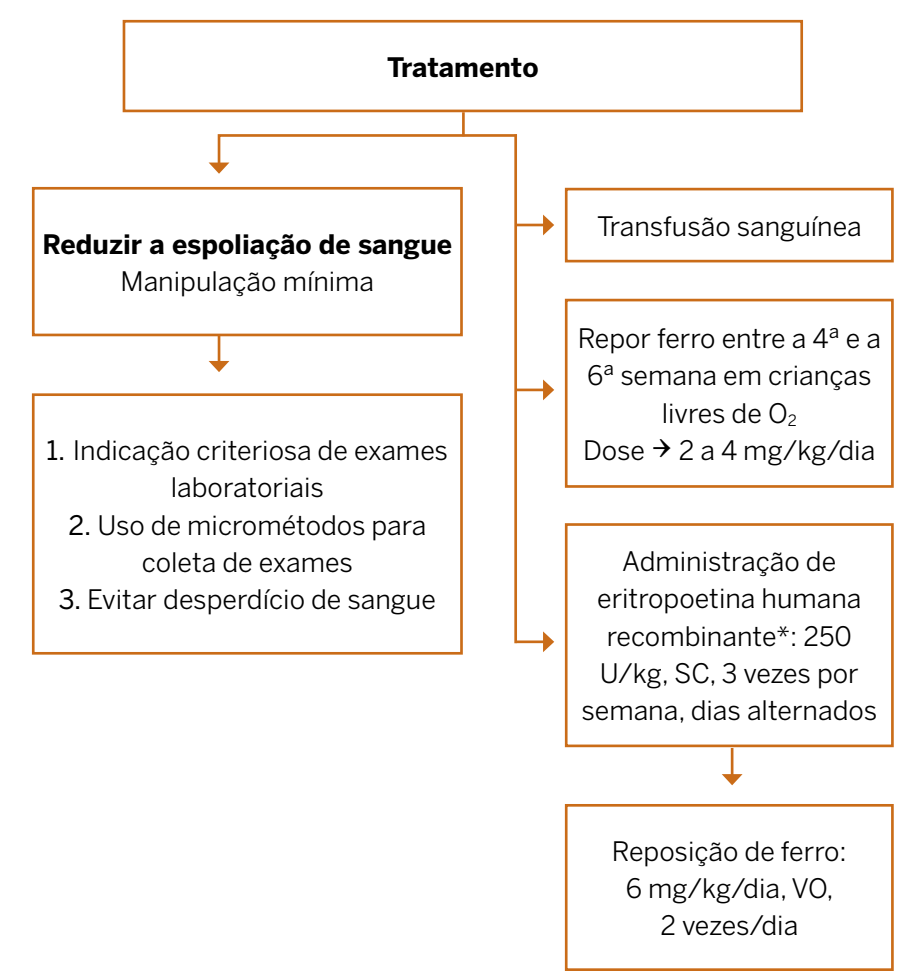 Tratamento
Reduzir a espoliação de sangue
Manipulação mínima
1. Indicação criteriosa de exames
laboratoriais
2. Uso de micrométodos para
coleta de exames
3. Evitar desperdício de sangue
Transfusão sanguínea
Repor ferro entre a 4ª e a
6ª semana em crianças
livres de O₂
Dose → 2 a 4 mg/kg/dia
Administração de
eritropoetina humana
recombinante*: 250
U/kg, SC, 3 vezes por
semana, dias alternados
Reposição de ferro:
6 mg/kg/dia, VO,
2 vezes/dia